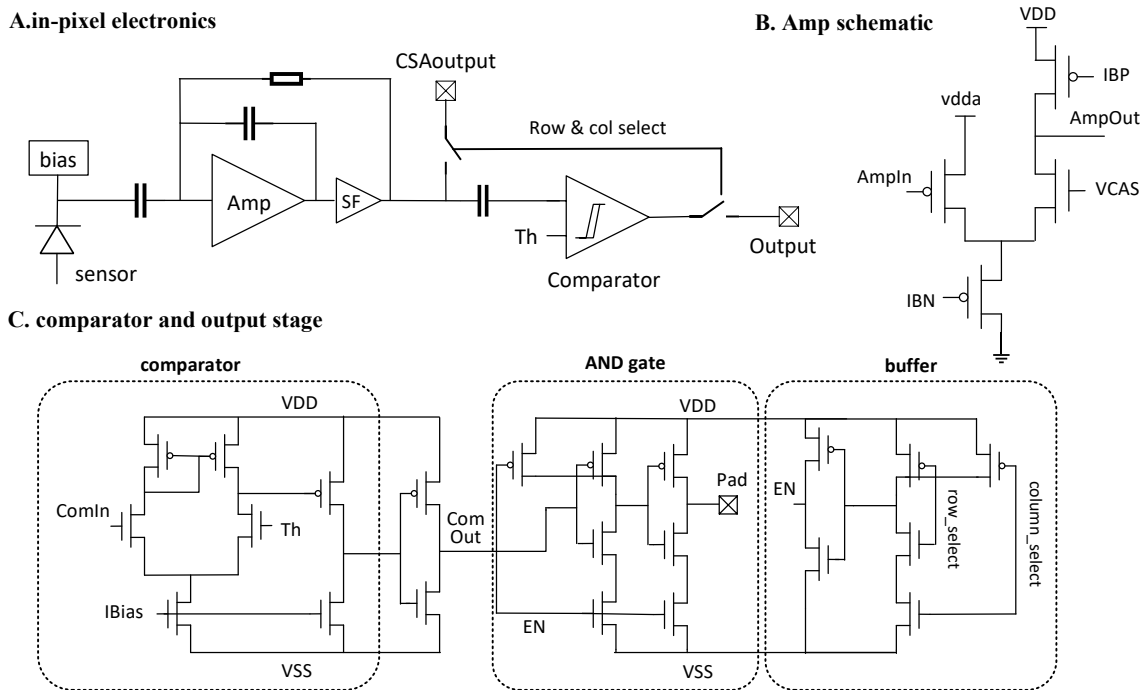 A.in-pixel electronics
B. Amp schematic
VDD
IBP
CSAoutput
vdda
AmpOut
Row & col select
bias
AmpIn
VCAS
Amp
SF
Th
Output
sensor
Comparator
IBN
C. comparator and output stage
comparator
AND gate
buffer
VDD
VDD
Pad
EN
row_select
column_select
ComIn
Th
Com
Out
IBias
EN
VSS
VSS